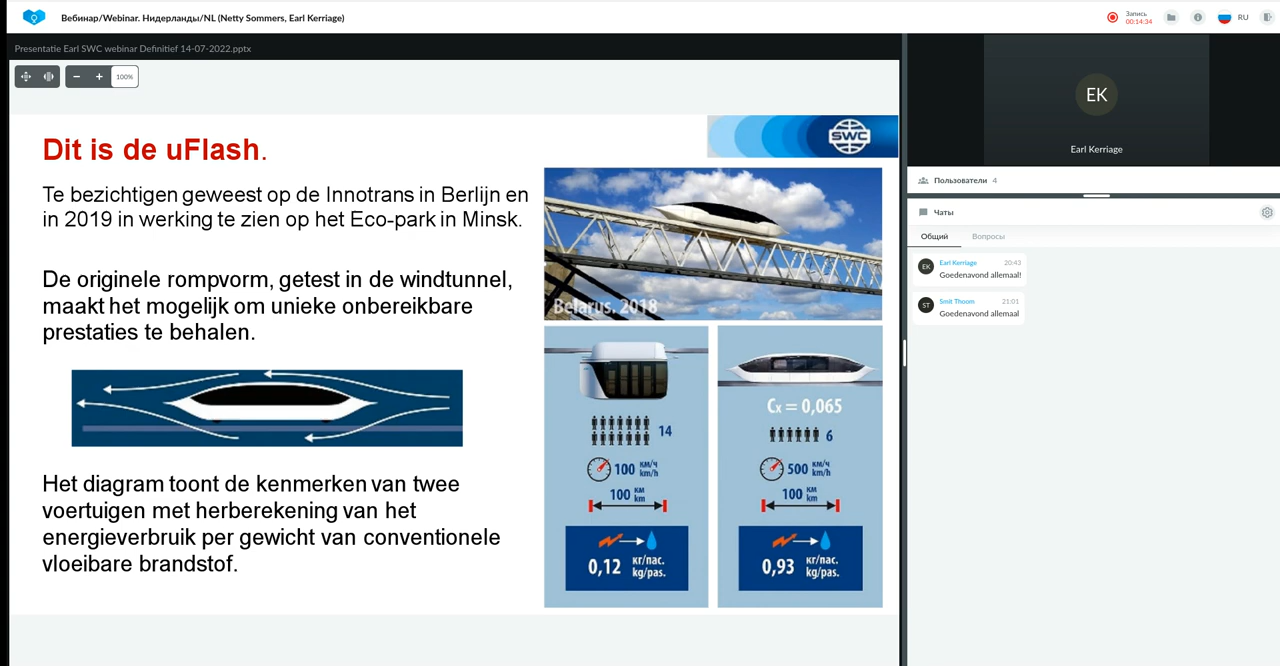 Вебинар/Webinar. Нидерланды/NL (Netty Sommers, Earl Kerriage)
Запись
00:14:34
RU
Presentatie Earl SWC webinar Definitief 14-07-2022.pptx
100%
Dit is de uFlash.
SWC
Te bezichtigen geweest op de Innotrans in Berlijn en
in 2019 in werking te zien op het Eco-park in Minsk.
De originele rompvorm, getest in de windtunnel,
maakt het mogelijk om unieke onbereikbare
prestaties te behalen.
Het diagram toont de kenmerken van twee
voertuigen met herberekening van het
energieverbruik per gewicht van conventionele
vloeibare brandstof.
Belarus. 2018
14
100 км/ч
km/h
100 км
km
0,12 кг/пас.
kg/pas.
Cx = 0,065
6
500 км/ч
km/h
100 км
km
0,93 кг/пас.
kg/pas.
EK
Earl Kerriage
Пользователи 4
Чаты
Общий
Вопросы
EK
Earl Kerriage 20:43
Goedenavond allemaal!
ST
Smit Thoom 21:01
Goedenavond allemaal